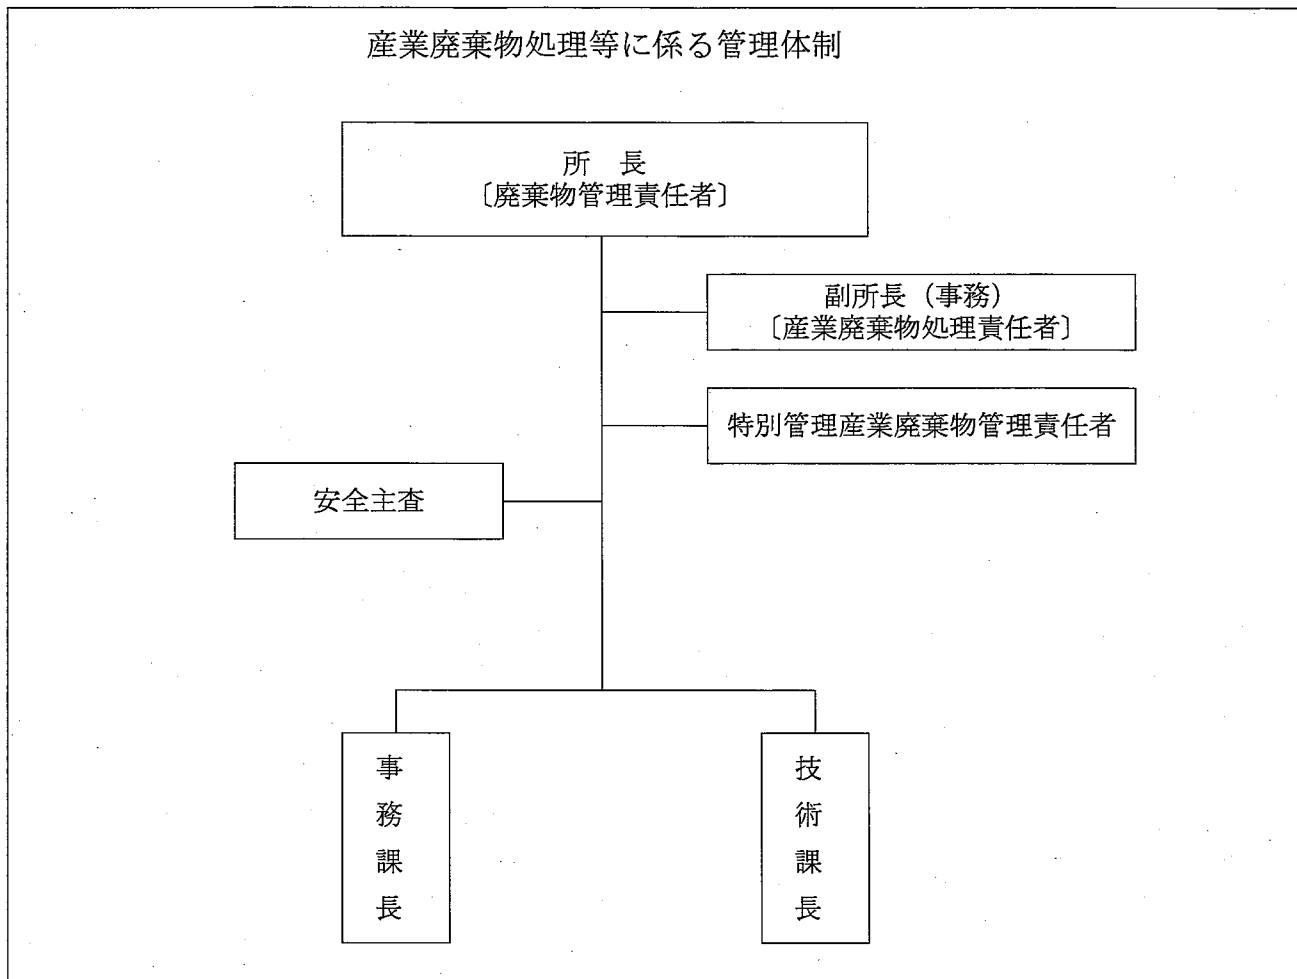 産業廃棄物処理等に係る管理体制
所　長
〔廃棄物管理責任者〕
副所長（事務）
〔産業廃棄物処理責任者〕
特別管理産業廃棄物管理責任者
安全主査
事務課長
技術課長